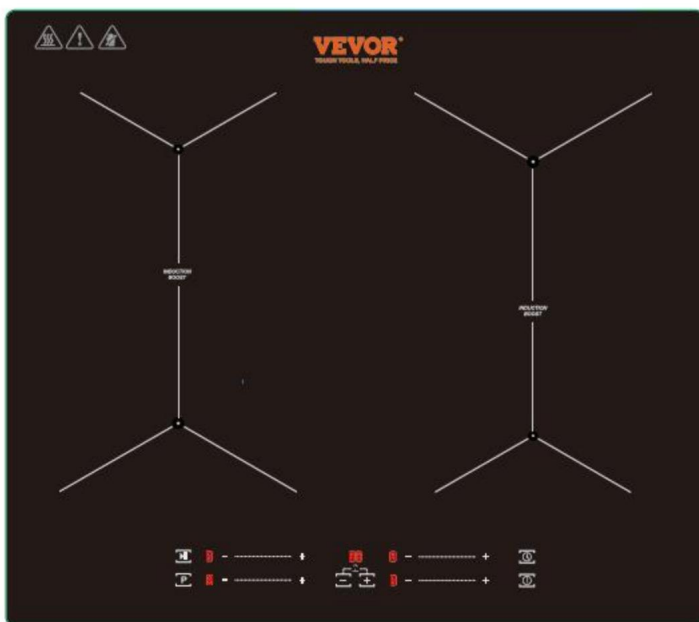 VEVOR®
TOUGH TOOLS, HALF PRICE
INDUCTION
BOOST
INDUCTION
BOOST
P